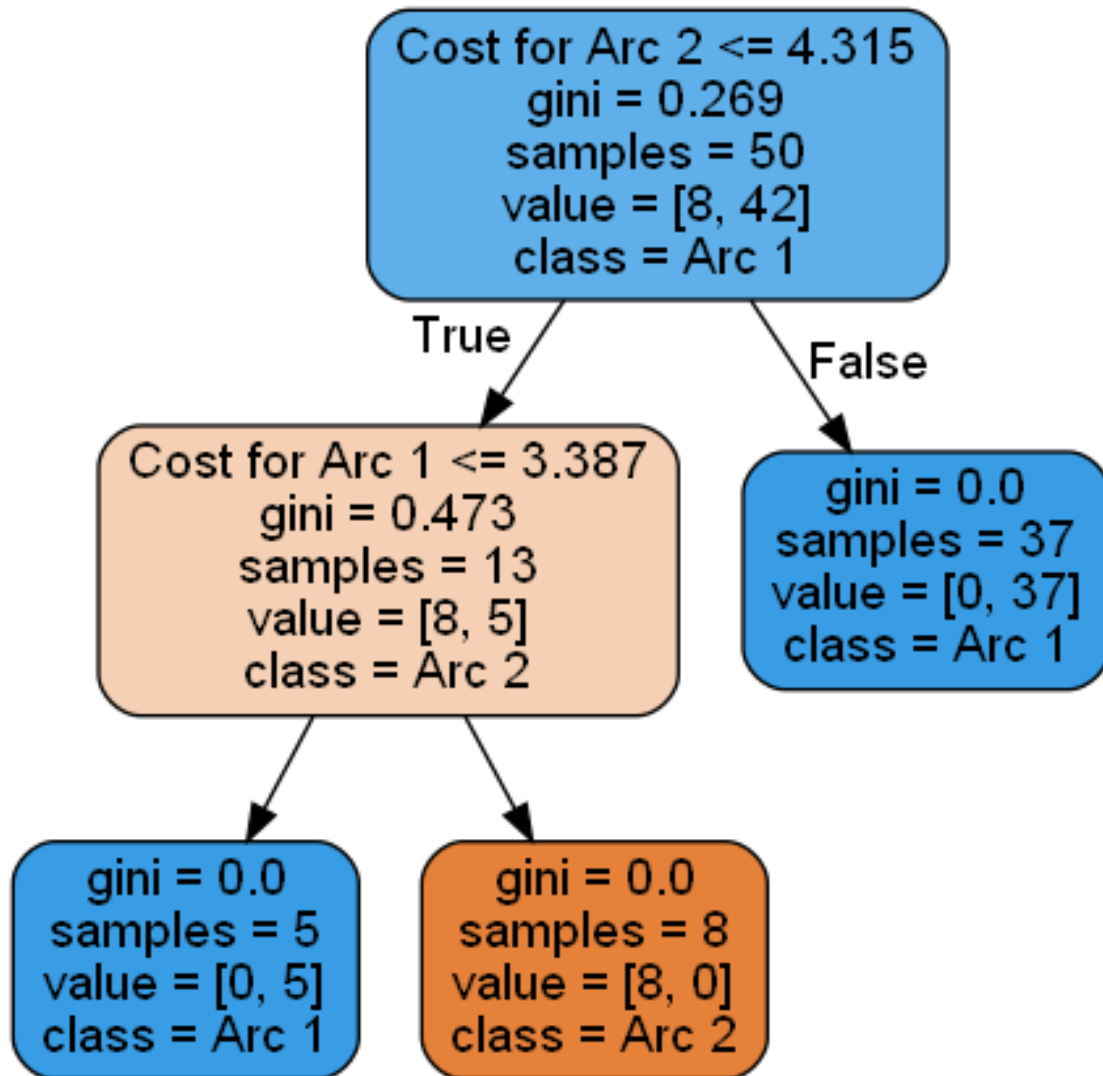 Cost for Arc 2 <= 4.315
gini = 0.269
samples = 50
value = [8, 42]
class = Arc 1
True
False
Cost for Arc 1 <= 3.387
gini = 0.473
samples = 13
value = [8, 5]
class = Arc 2
gini = 0.0
samples = 37
value = [0, 37]
class = Arc 1
gini = 0.0
samples = 5
value = [0, 5]
class = Arc 1
gini = 0.0
samples = 8
value = [8, 0]
class = Arc 2